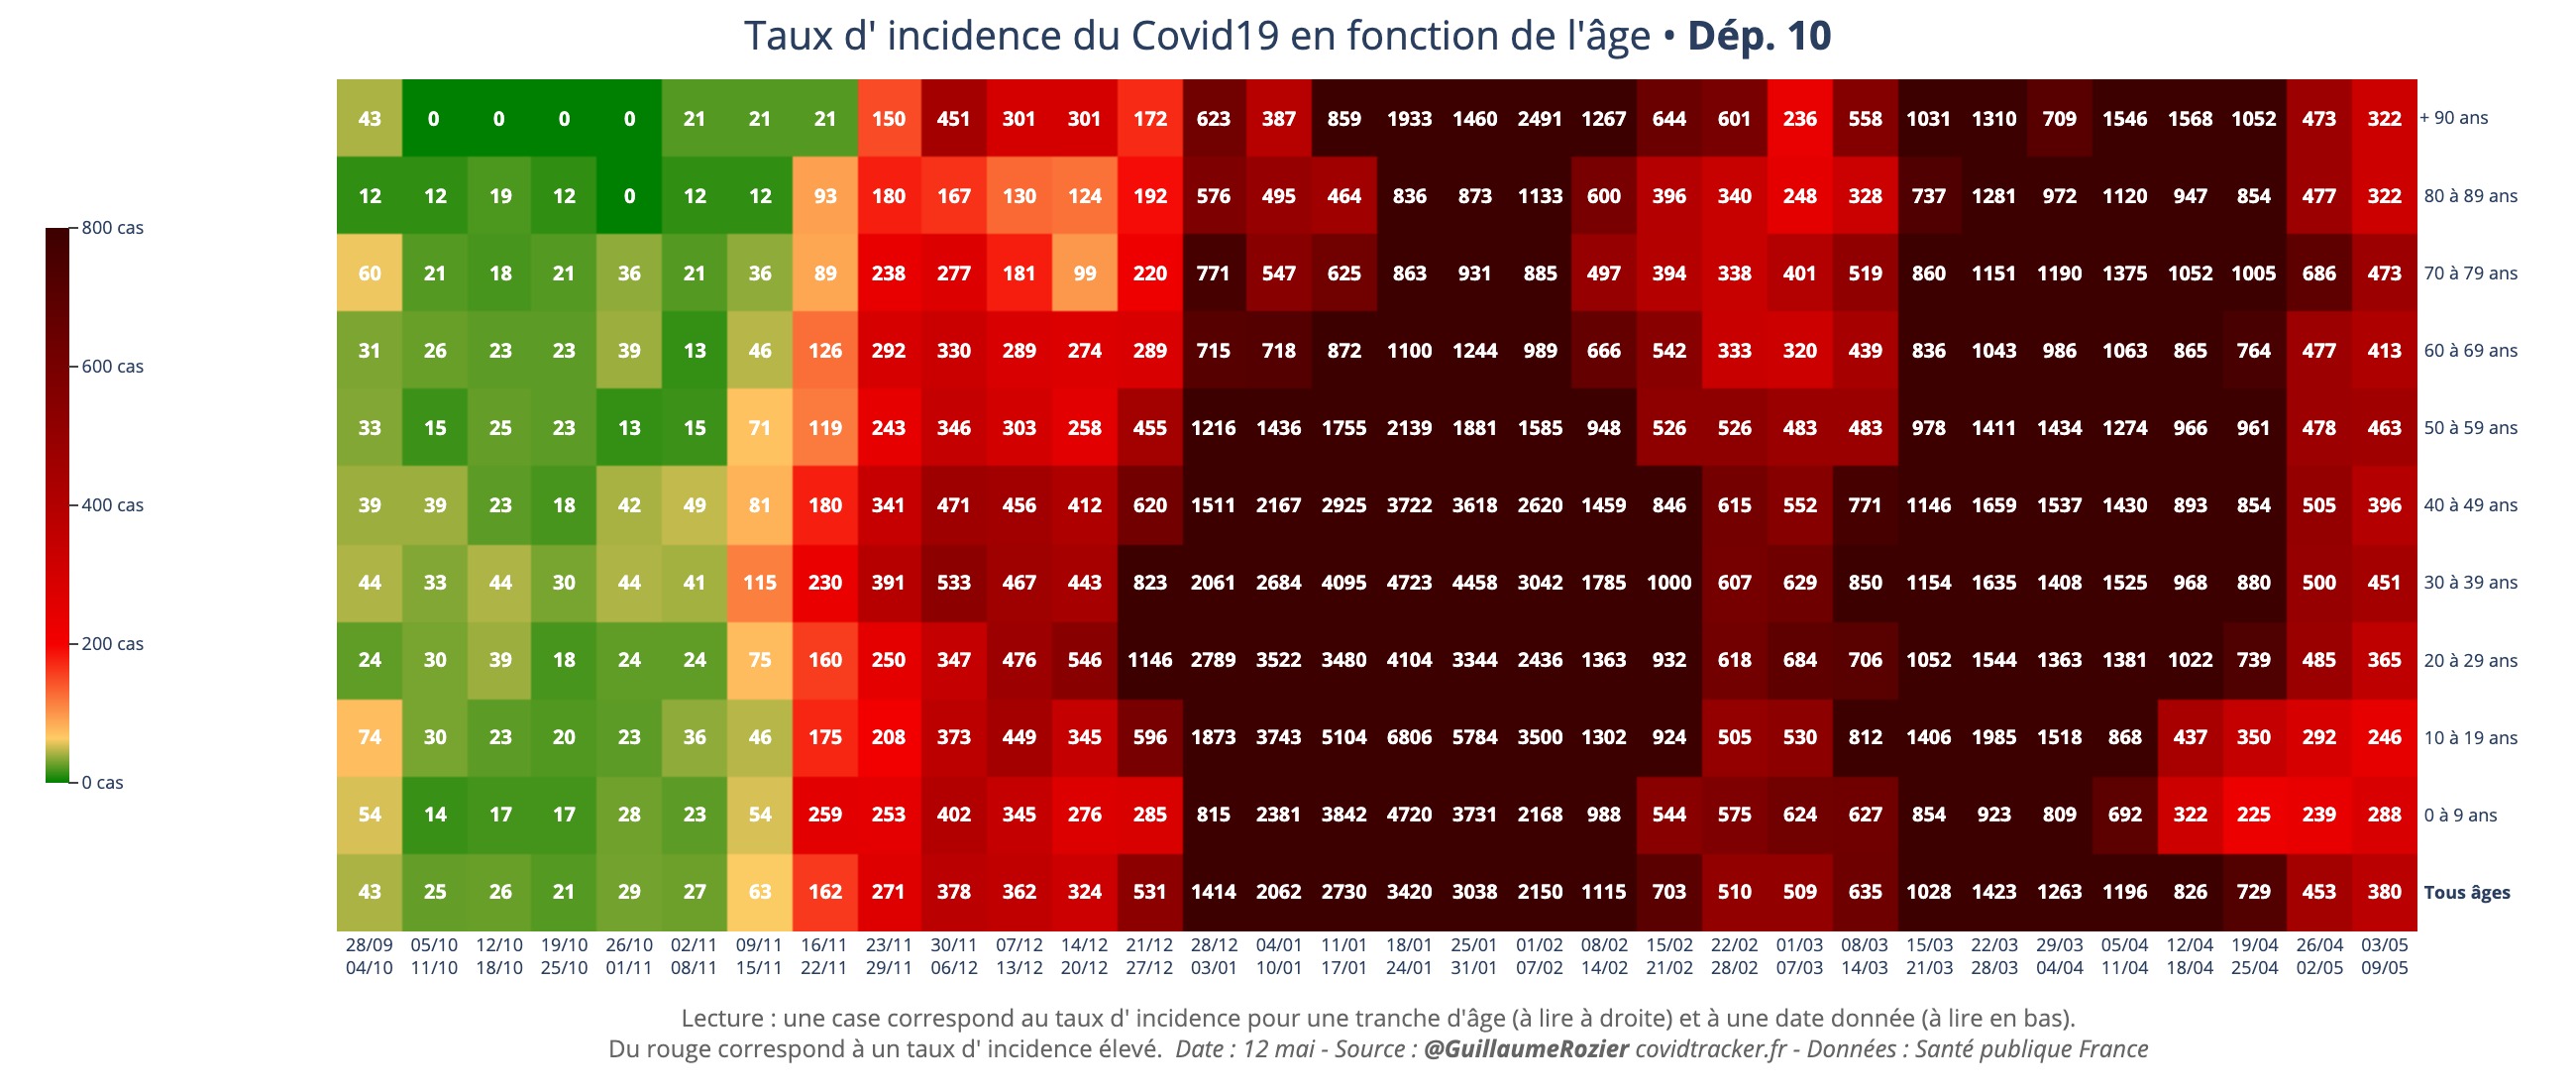 Taux d' incidence du Covid19 en fonction de l'âge • Dép. 10
800 cas
600 cas
400 cas
200 cas
0 cas
43 0 0 0 0 21 21 21 150 451 301 301 172 623 387 859 1933 1460 2491 1267 644 601 236 558 1031 1310 709 1546 1568 1052 473 322 + 90 ans
12 12 19 12 0 12 12 93 180 167 130 124 192 576 495 464 836 873 1133 600 396 340 248 328 737 1281 972 1120 947 854 477 322 80 à 89 ans
60 21 18 21 36 21 36 89 238 277 181 99 220 771 547 625 863 931 885 497 394 338 401 519 860 1151 1190 1375 1052 1005 686 473 70 à 79 ans
31 26 23 23 39 13 46 126 292 330 289 274 289 715 718 872 1100 1244 989 666 542 333 320 439 836 1043 986 1063 865 764 477 413 60 à 69 ans
33 15 25 23 13 15 71 119 243 346 303 258 455 1216 1436 1755 2139 1881 1585 948 526 526 483 483 978 1411 1434 1274 966 961 478 463 50 à 59 ans
39 39 23 18 42 49 81 180 341 471 456 412 620 1511 2167 2925 3722 3618 2620 1459 846 615 552 771 1146 1659 1537 1430 893 854 505 396 40 à 49 ans
44 33 44 30 44 41 115 230 391 533 467 443 823 2061 2684 4095 4723 4458 3042 1785 1000 607 629 850 1154 1635 1408 1525 968 880 500 451 30 à 39 ans
24 30 39 18 24 24 75 160 250 347 476 546 1146 2789 3522 3480 4104 3344 2436 1363 932 618 684 706 1052 1544 1363 1381 1022 739 485 365 20 à 29 ans
74 30 23 20 23 36 46 175 208 373 449 345 596 1873 3743 5104 6806 5784 3500 1302 924 505 530 812 1406 1985 1518 868 437 350 292 246 10 à 19 ans
54 14 17 17 28 23 54 259 253 402 345 276 285 815 2381 3842 4720 3731 2168 988 544 575 624 627 854 923 809 692 322 225 239 288 0 à 9 ans
43 25 26 21 29 27 63 162 271 378 362 324 531 1414 2062 2730 3420 3038 2150 1115 703 510 509 635 1028 1423 1263 1196 826 729 453 380 Tous âges
28/09 05/10 12/10 19/10 26/10 02/11 09/11 16/11 23/11 30/11 07/12 14/12 21/12 28/12 04/01 11/01 18/01 25/01 01/02 08/02 15/02 22/02 01/03 08/03 15/03 22/03 29/03 05/04 12/04 19/04 26/04 03/05
04/10 11/10 18/10 25/10 01/11 08/11 15/11 22/11 29/11 06/12 13/12 20/12 27/12 03/01 10/01 17/01 24/01 31/01 07/02 14/02 21/02 28/02 07/03 14/03 21/03 28/03 04/04 11/04 18/04 25/04 02/05 09/05
Lecture : une case correspond au taux d' incidence pour une tranche d'âge (à lire à droite) et à une date donnée (à lire en bas).
Du rouge correspond à un taux d' incidence élevé. Date : 12 mai - Source : @GuillaumeRozier covidtracker.fr - Données : Santé publique France